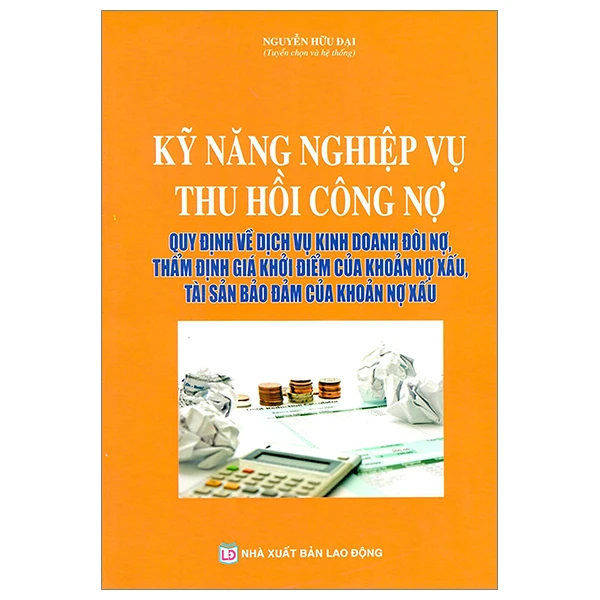 NGUYỄN HỮU ĐẠI
(Tuyển chọn và hệ thống)
KỸ NĂNG NGHIỆP VỤ
THU HỒI CÔNG NỢ
QUY ĐỊNH VỀ DỊCH VỤ KINH DOANH ĐÒI NỢ,
THẨM ĐỊNH GIÁ KHỞI ĐIỂM CỦA KHOẢN NỢ XẤU,
TÀI SẢN BẢO ĐẢM CỦA KHOẢN NỢ XẤU
LĐ NHÀ XUẤT BẢN LAO ĐỘNG